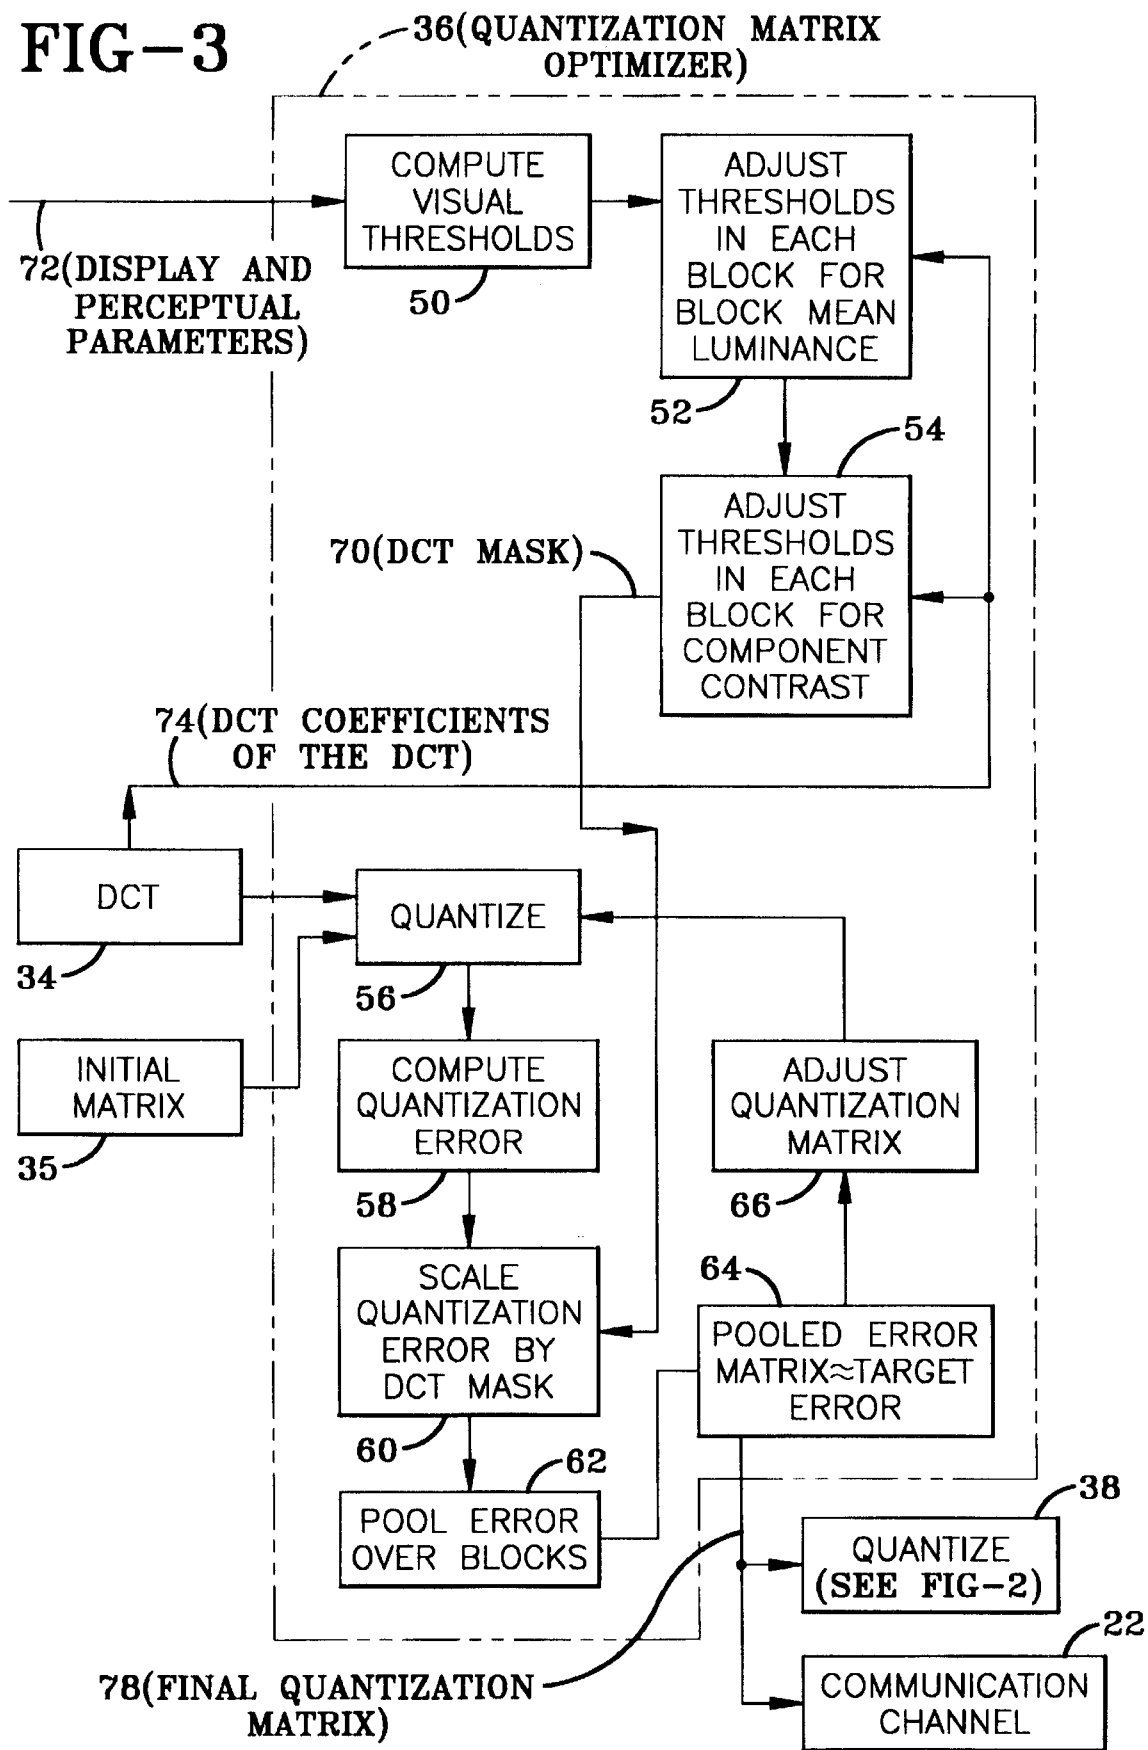 FIG-3
36(QUANTIZATION MATRIX
OPTIMIZER)
COMPUTE
VISUAL
THRESHOLDS
50
72(DISPLAY AND
PERCEPTUAL
PARAMETERS)
ADJUST
THRESHOLDS
IN EACH
BLOCK FOR
BLOCK MEAN
LUMINANCE
52
54
ADJUST
THRESHOLDS
IN EACH
BLOCK FOR
COMPONENT
CONTRAST
70(DCT MASK)
74(DCT COEFFICIENTS
OF THE DCT)
DCT
34
QUANTIZE
56
INITIAL
MATRIX
35
COMPUTE
QUANTIZATION
ERROR
58
ADJUST
QUANTIZATION
MATRIX
66
SCALE
QUANTIZATION
ERROR BY
DCT MASK
60
64
POOLED ERROR
MATRIX≈TARGET
ERROR
62
POOL ERROR
OVER BLOCKS
38
QUANTIZE
(SEE FIG-2)
22
COMMUNICATION
CHANNEL
78(FINAL QUANTIZATION
MATRIX)